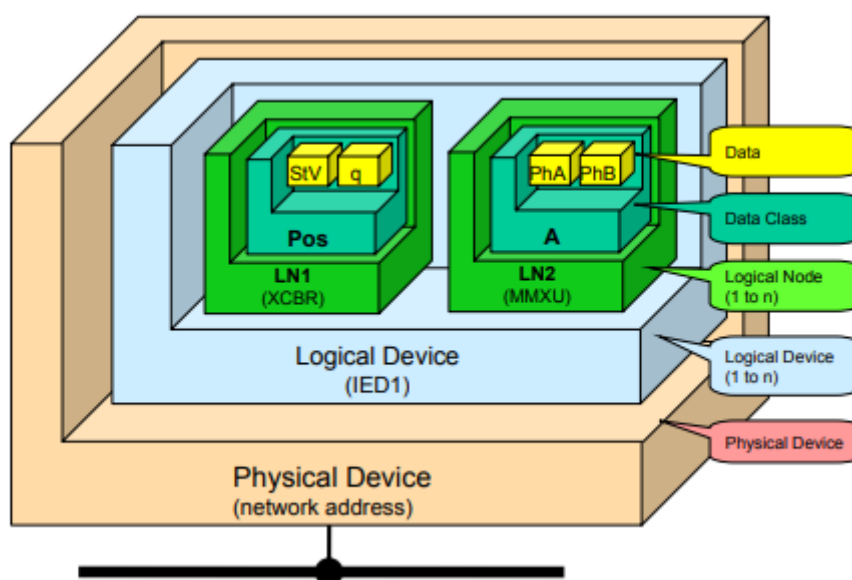 StV
q
PhA
PhB
Data
Pos
A
Data Class
LN1
(XCBR)
LN2
(MMXU)
Logical Node
(1 to n)
Logical Device
(IED1)
Logical Device
(1 to n)
Physical Device
Physical Device
(network address)